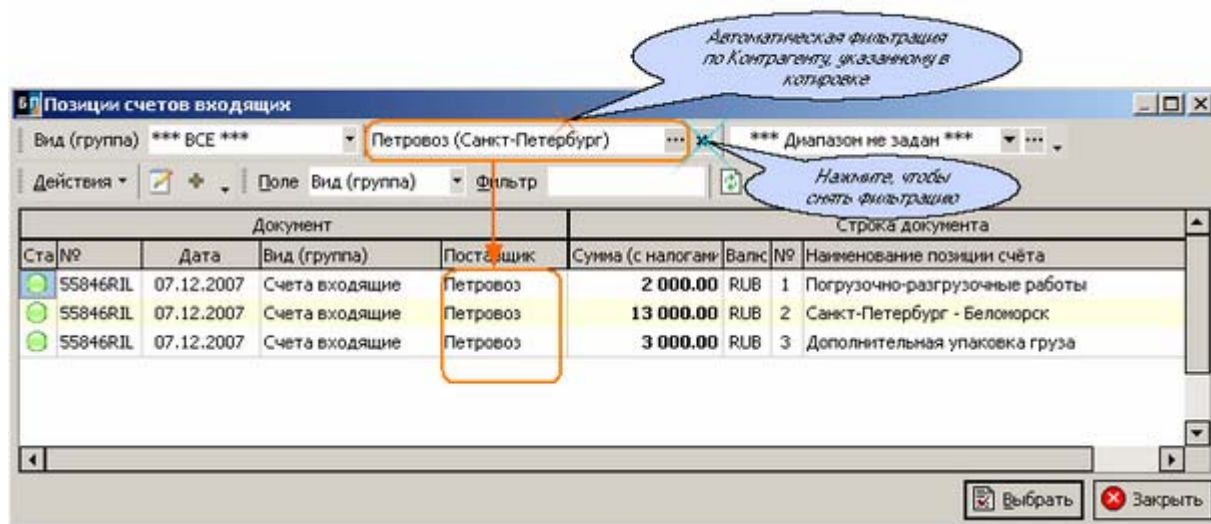 Автоматическая фильтрация
по Контрагенту, указанному в
котировке
Позиции счетов входящих
Вид (группа) *** ВСЕ *** Петровоз (Санкт-Петербург) ... *** Диапазон не задан *** ...
Действия Поле Вид (группа) Фильтр
Нажмите, чтобы
снять фильтрацию
Документ Строка документа
Ста № Дата Вид (группа) Поставщик Сумма (с налогами Валю № Наименование позиции счёта
55846RIL 07.12.2007 Счета входящие Петровоз 2 000.00 RUB 1 Погрузочно-разгрузочные работы
55846RIL 07.12.2007 Счета входящие Петровоз 13 000.00 RUB 2 Санкт-Петербург - Беломорск
55846RIL 07.12.2007 Счета входящие Петровоз 3 000.00 RUB 3 Дополнительная упаковка груза
Выбрать Закрыть